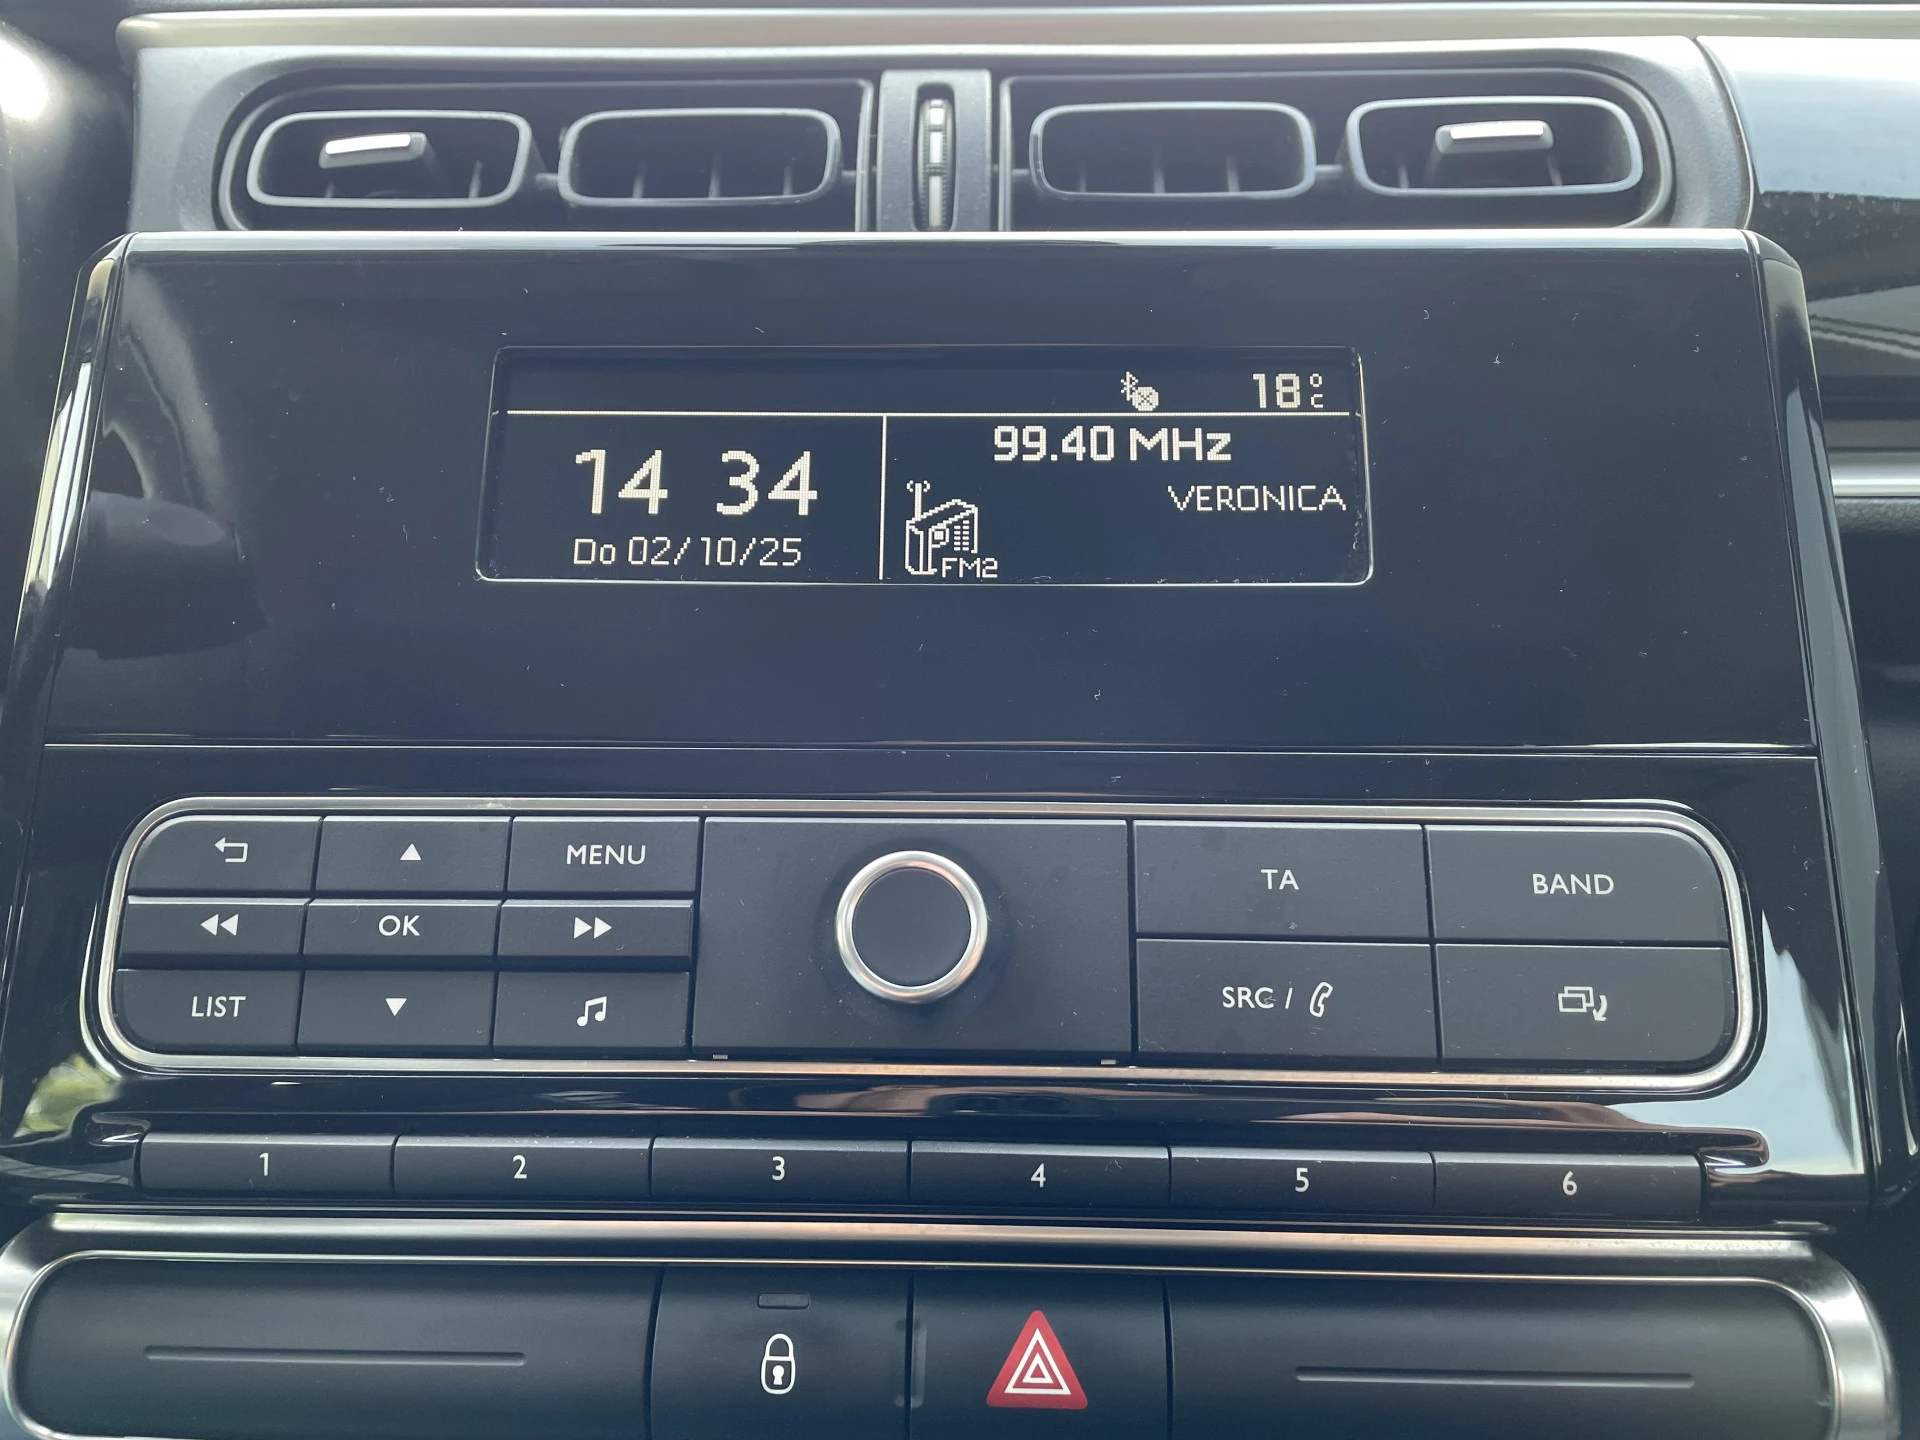 18°C
14 34
Do 02/10/25
99.40 MHz
VERONICA
FM2
MENU
TA
BAND
OK
LIST
SRC /
1 2 3 4 5 6